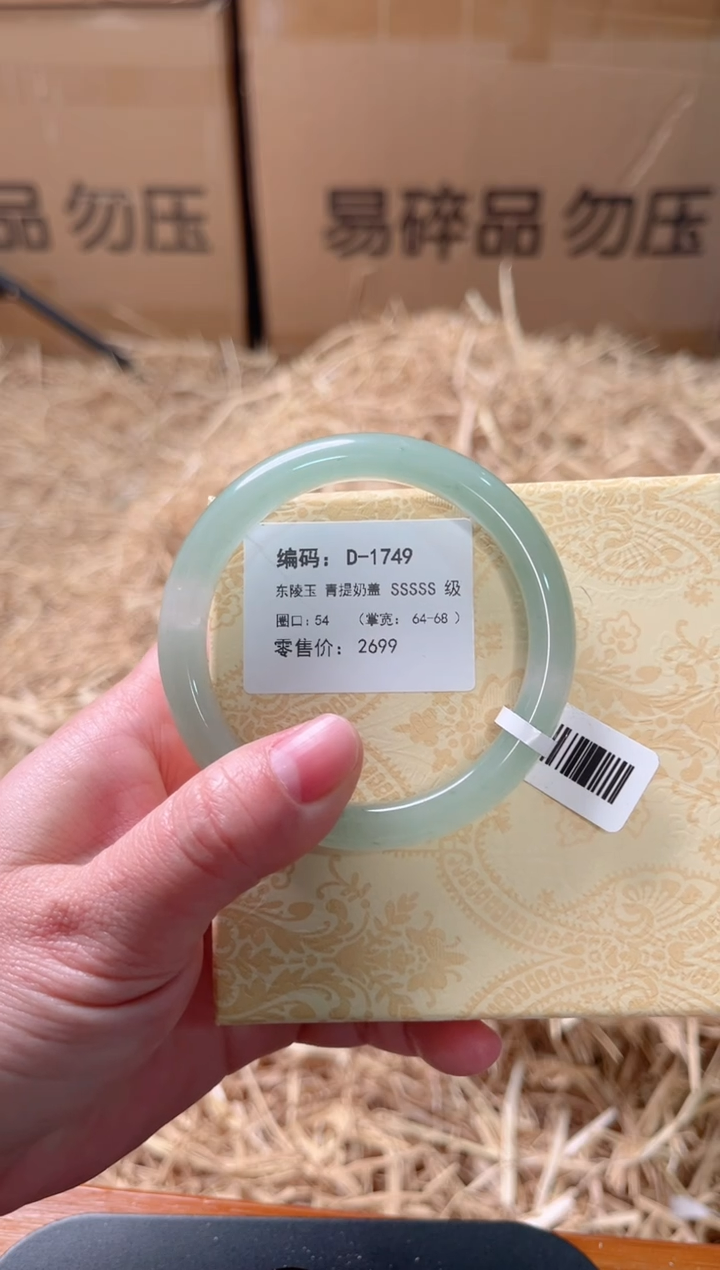 品 勿压
易碎品 勿压
编码：D-1749
东陵玉 青提奶盖 SSSSS 级
圈口：54 （掌宽：64-68 ）
零售价：2699